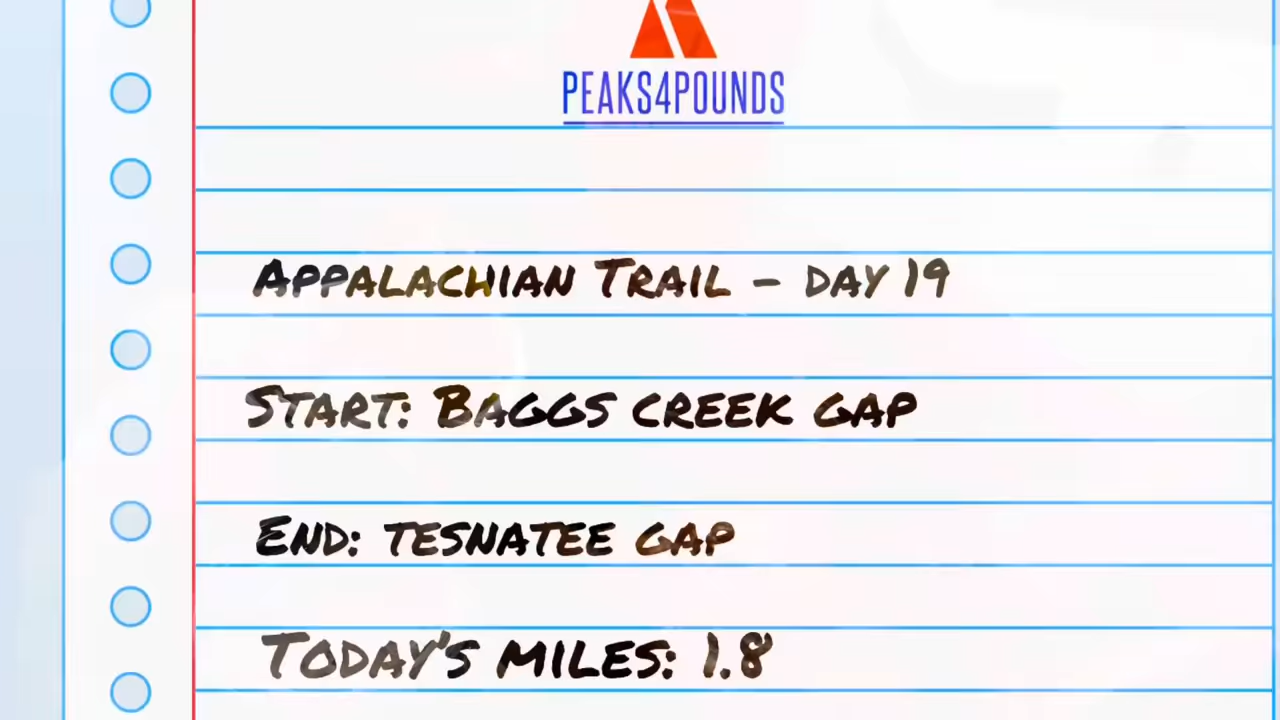 PEAKS4POUNDS
APPALACHIAN TRAIL - DAY 19
START: BAGGS CREEK GAP
END: TESNATEE GAP
TODAY'S MILES: 1.8